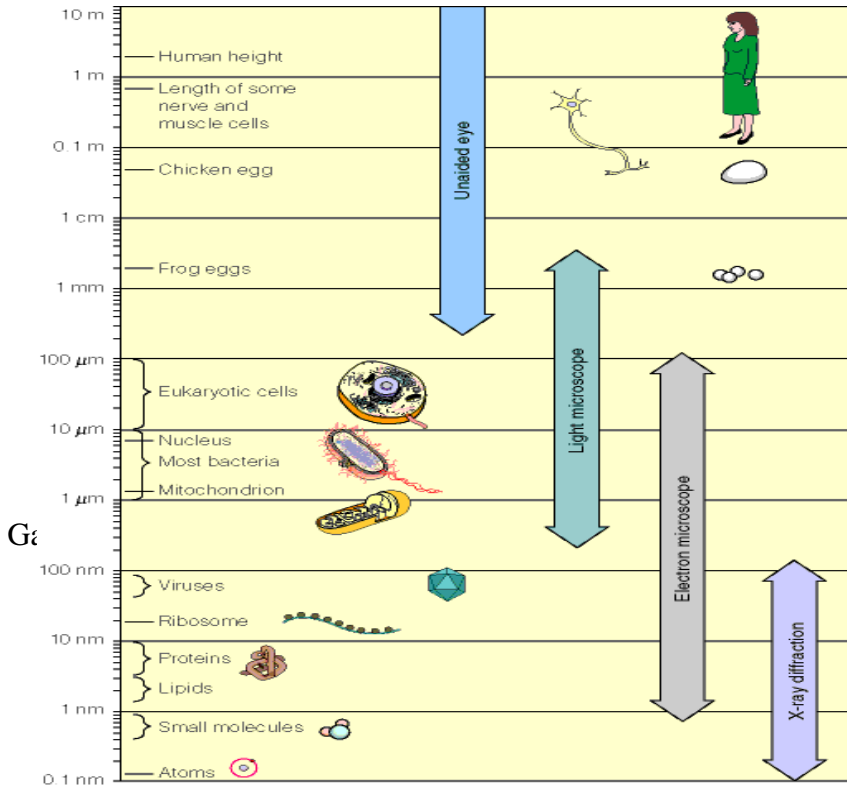 10 m
Human height
1 m
Length of some
nerve and
muscle cells
0.1 m
Chicken egg
1 cm
Frog eggs
1 mm
100 μm
Eukaryotic cells
10 μm
Nucleus
Most bacteria
Mitochondrion
1 μm
Ga
100 nm
Viruses
Ribosome
10 nm
Proteins
Lipids
1 nm
Small molecules
Atoms
0.1 nm
Unaided eye
Light microscope
Electron microscope
X-ray diffraction